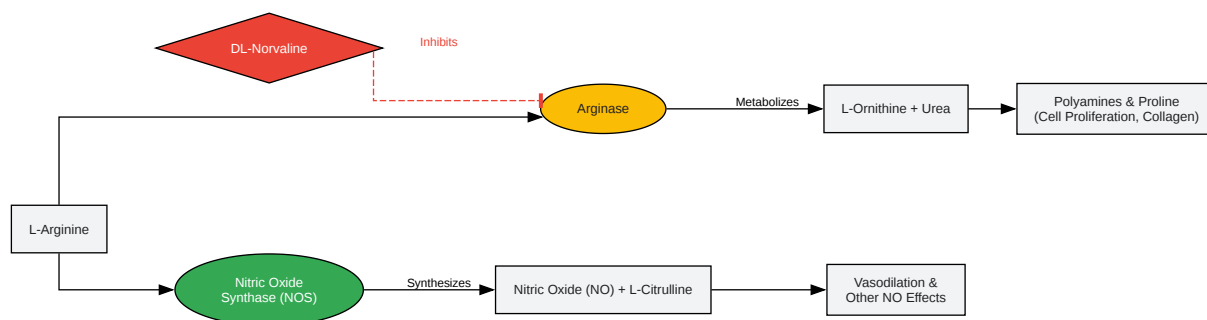 DL-Norvaline
Inhibits
Arginase
Metabolizes
L-Ornithine + Urea
Polyamines & Proline
(Cell Proliferation, Collagen)
L-Arginine
Nitric Oxide
Synthase (NOS)
Synthesizes
Nitric Oxide (NO) + L-Citrulline
Vasodilation &
Other NO Effects